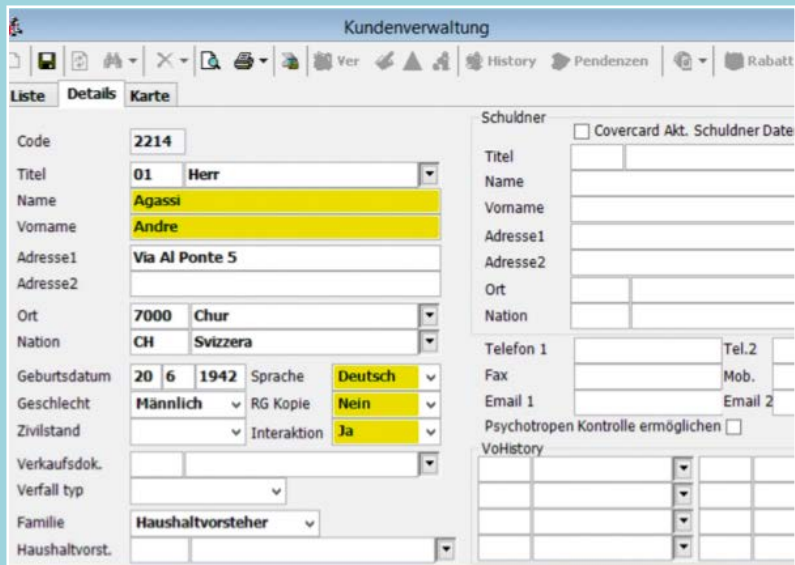 Kundenverwaltung
Ver History Pendenzen Rabatt
Liste Details Karte
Code 2214
Titel 01 Herr
Name Agassi
Vorname Andre
Adresse1 Via Al Ponte 5
Adresse2
Ort 7000 Chur
Nation CH Svizzera
Geburtsdatum 20 6 1942 Sprache Deutsch
Geschlecht Männlich RG Kopie Nein
Zivilstand Interaktion Ja
Verkaufsdok.
Verfall typ
Familie Haushaltvorsteher
Haushaltvorst.
Schuldner
Covercard Akt. Schuldner Date
Titel
Name
Vorname
Adresse1
Adresse2
Ort
Nation
Telefon 1 Tel.2
Fax Mob.
Email 1 Email 2
Psychotropen Kontrolle ermöglichen
VoHistory